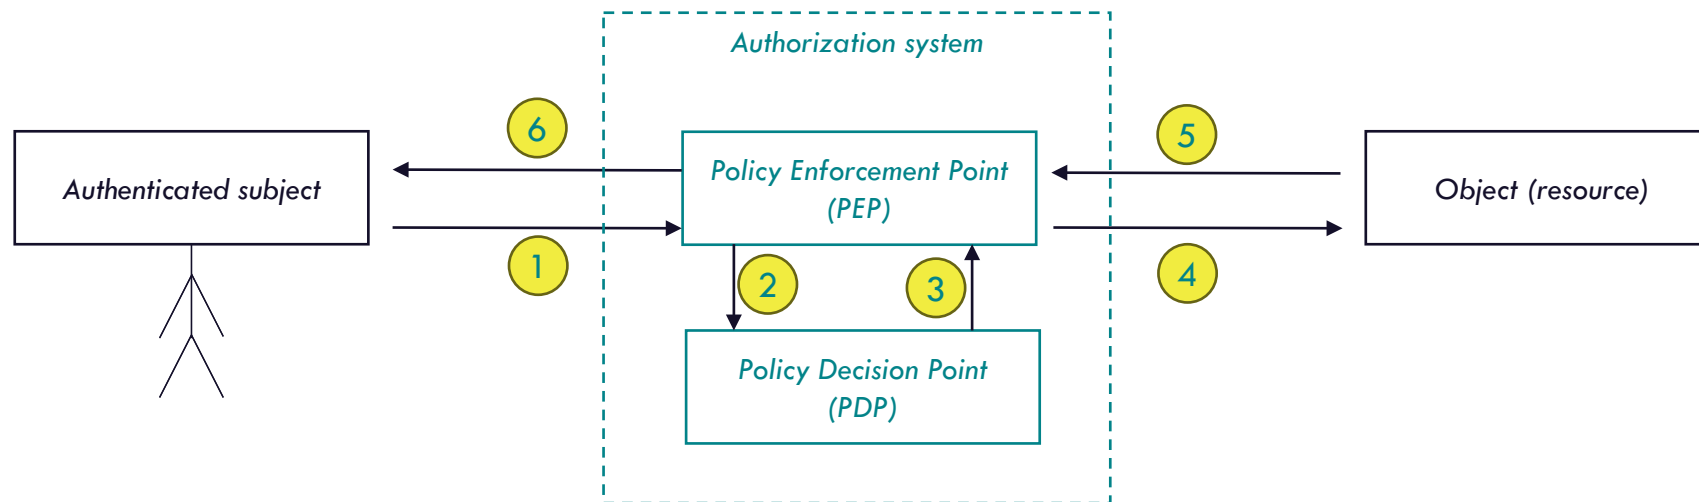 Authorization system
6
5
Authenticated subject
Policy Enforcement Point
(PEP)
Object (resource)
1
2
3
4
Policy Decision Point
(PDP)